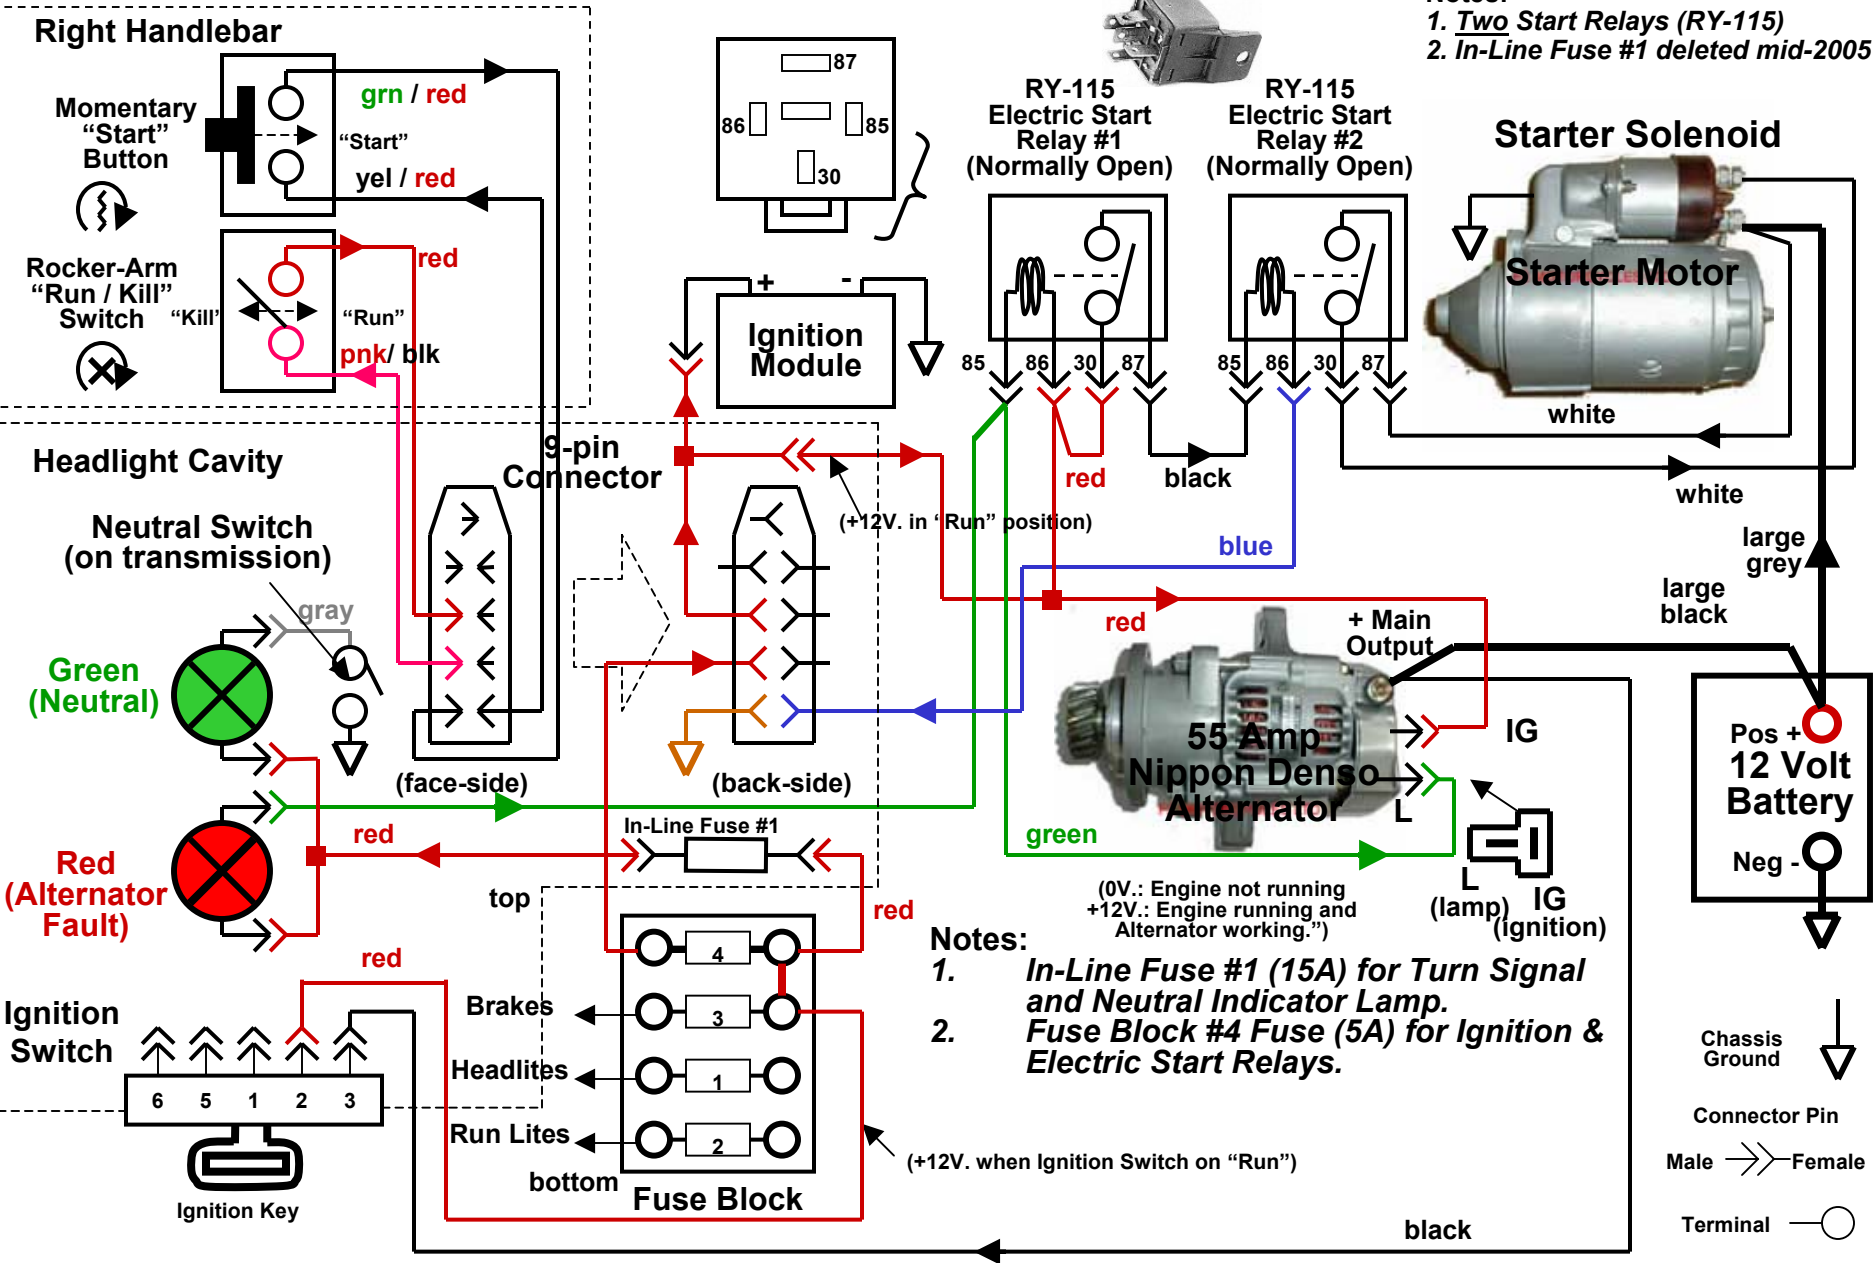 Notes:
1. Two Start Relays (RY-115)
2. In-Line Fuse #1 deleted mid-2005
Right Handlebar
grn / red
Momentary
“Start”
Button
“Start”
yel / red
red
Rocker-Arm
“Run / Kill”
Switch
“Kill’
“Run”
pnk/ blk
87
86
85
30
RY-115
Electric Start
Relay #1
(Normally Open)
RY-115
Electric Start
Relay #2
(Normally Open)
Starter Solenoid
Starter Motor
+
-
Ignition
Module
85
86
30
87
85
86
30
87
white
white
red
black
blue
Headlight Cavity
9-pin
Connector
(+12V. in “Run” position)
Neutral Switch
(on transmission)
gray
Green
(Neutral)
(face-side)
(back-side)
red
+ Main
Output
large
grey
large
black
55 Amp
Nippon Denso
Alternator
IG
L
Pos +
12 Volt
Battery
Neg -
green
L
(lamp)
IG
(ignition)
(0V.: Engine not running
+12V.: Engine running and
Alternator working.”)
Red
(Alternator
Fault)
red
In-Line Fuse #1
top
red
red
Notes:
1. In-Line Fuse #1 (15A) for Turn Signal
and Neutral Indicator Lamp.
2. Fuse Block #4 Fuse (5A) for Ignition &
Electric Start Relays.
Ignition
Switch
6 5 1 2 3
Ignition Key
4
Brakes
3
Headlites
1
Run Lites
2
bottom
Fuse Block
(+12V. when Ignition Switch on “Run”)
black
Chassis
Ground
Connector Pin
Male
Female
Terminal